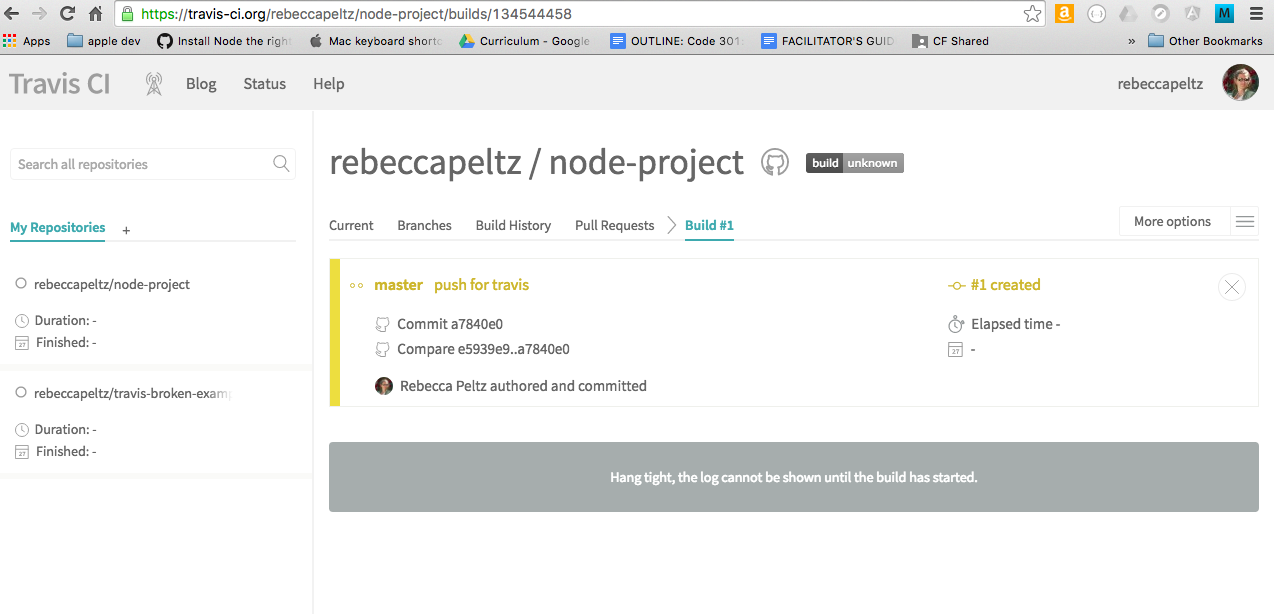 https://travis-ci.org/rebeccapeltz/node-project/builds/134544458
Apps apple dev Install Node the right Mac keyboard shortc Curriculum - Google OUTLINE: Code 301: FACILITATOR'S GUID CF Shared » Other Bookmarks
Travis CI Blog Status Help rebeccapeltz
Search all repositories
rebeccapeltz / node-project build unknown
My Repositories +
Current Branches Build History Pull Requests Build #1 More options
rebeccapeltz/node-project
Duration: -
Finished: -
rebeccapeltz/travis-broken-examp
Duration: -
Finished: -
master push for travis #1 created
Commit a7840e0 Elapsed time -
Compare e5939e9..a7840e0 -
Rebecca Peltz authored and committed
Hang tight, the log cannot be shown until the build has started.